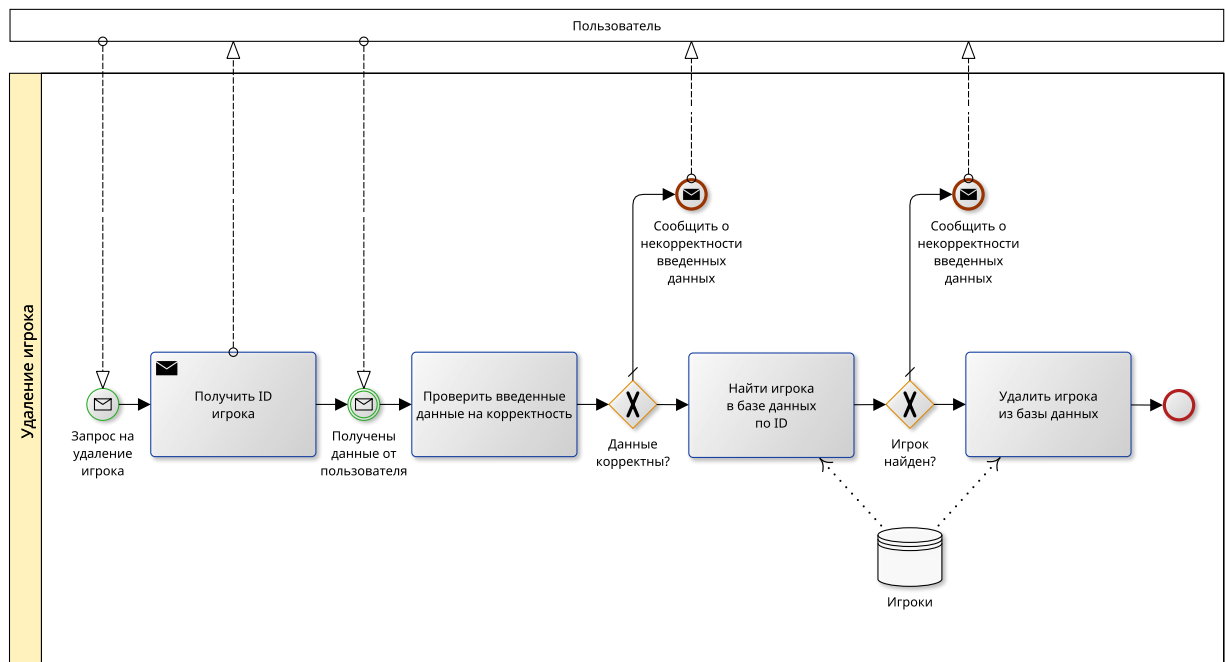 Пользователь
Удаление игрока
Запрос на
удаление
игрока
Получить ID
игрока
Получены
данные от
пользователя
Проверить введенные
данные на корректность
Данные
корректны?
Сообщить о
некорректности
введенных
данных
Найти игрока
в базе данных
по ID
Игрок
найден?
Сообщить о
некорректности
введенных
данных
Удалить игрока
из базы данных
Игроки